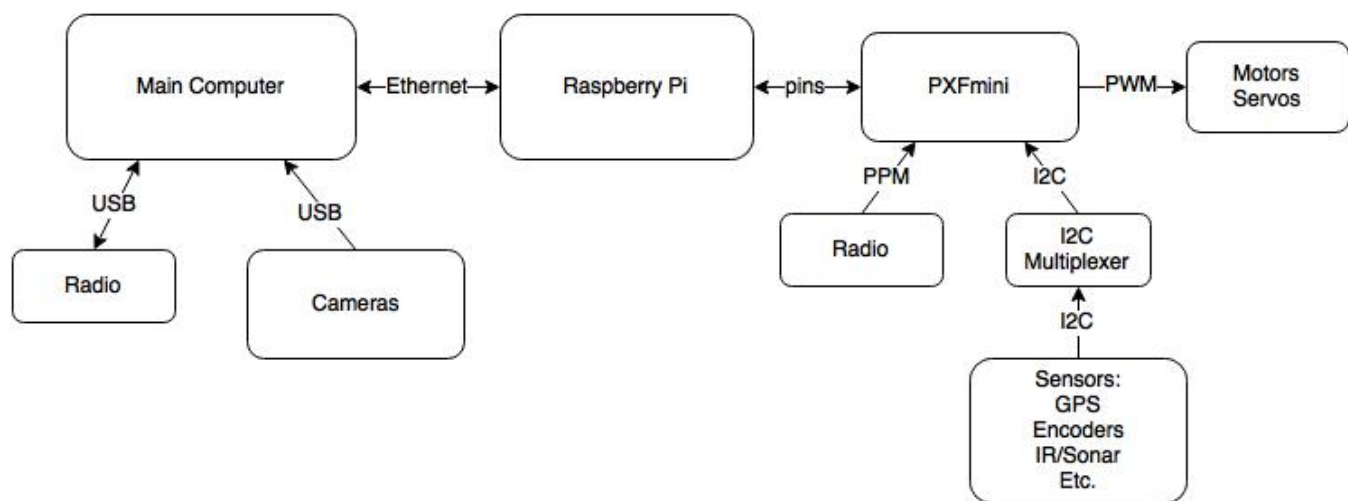 Main Computer
Ethernet
Raspberry Pi
pins
PXFmini
PWM
Motors
Servos
USB
USB
PPM
I2C
Radio
Cameras
Radio
I2C
Multiplexer
I2C
Sensors:
GPS
Encoders
IR/Sonar
Etc.